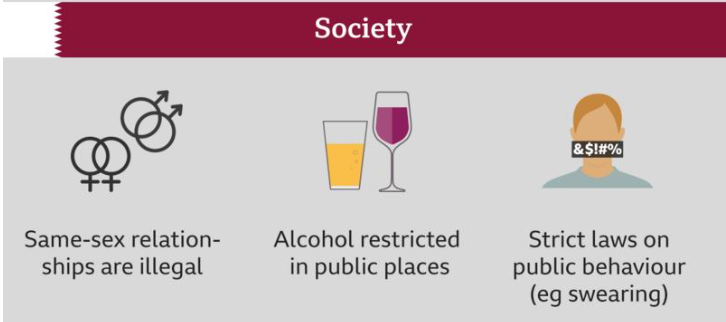 Society
&$!#%
Same-sex relation-
ships are illegal
Alcohol restricted
in public places
Strict laws on
public behaviour
(eg swearing)